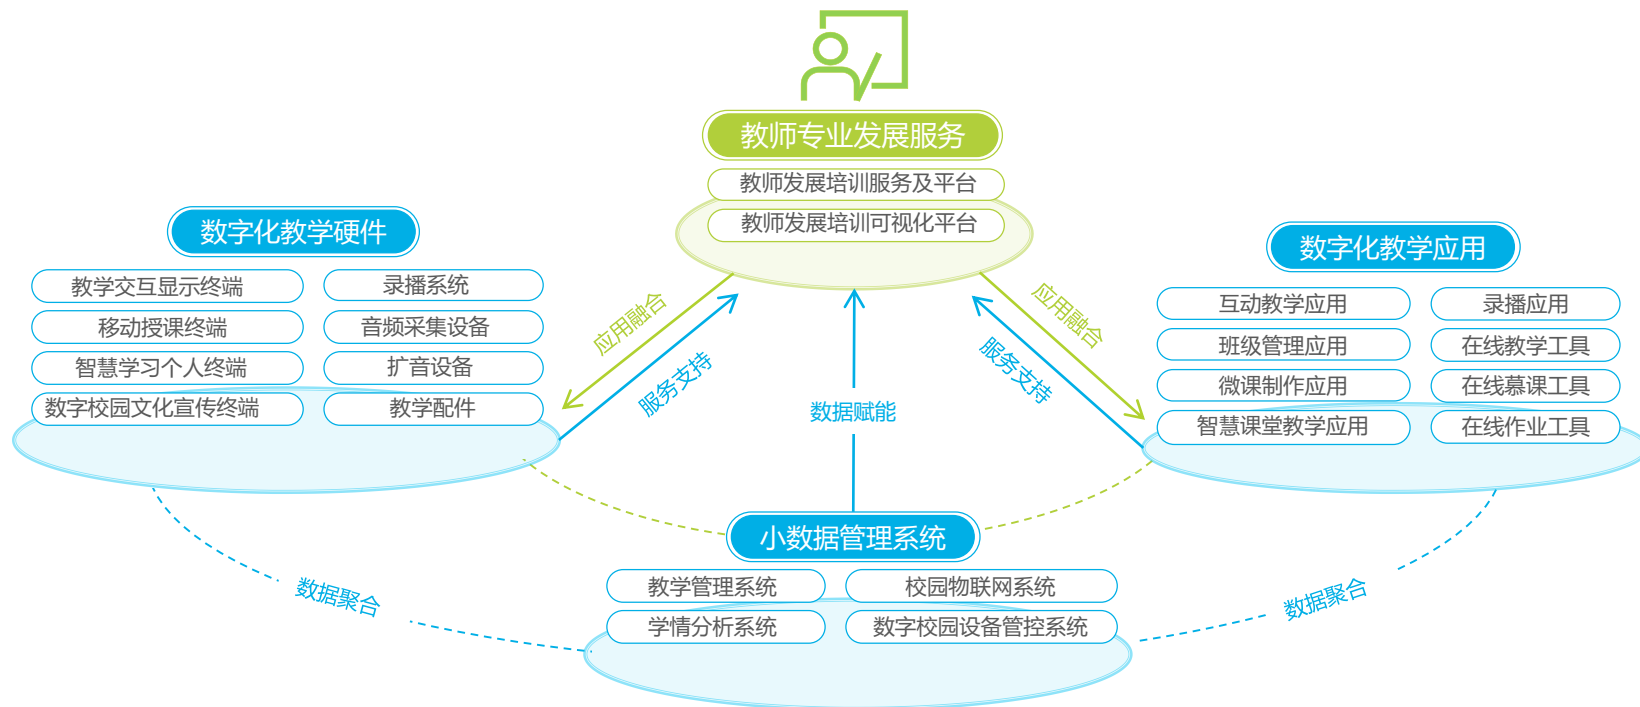 教师专业发展服务
教师发展培训服务及平台
教师发展培训可视化平台
数字化教学硬件
教学交互显示终端
录播系统
移动授课终端
音频采集设备
智慧学习个人终端
扩音设备
数字校园文化宣传终端
教学配件
数字化教学应用
互动教学应用
录播应用
班级管理应用
在线教学工具
微课制作应用
在线慕课工具
智慧课堂教学应用
在线作业工具
应用融合
服务支持
数据赋能
应用融合
服务支持
小数据管理系统
教学管理系统
校园物联网系统
学情分析系统
数字校园设备管控系统
数据聚合
数据聚合